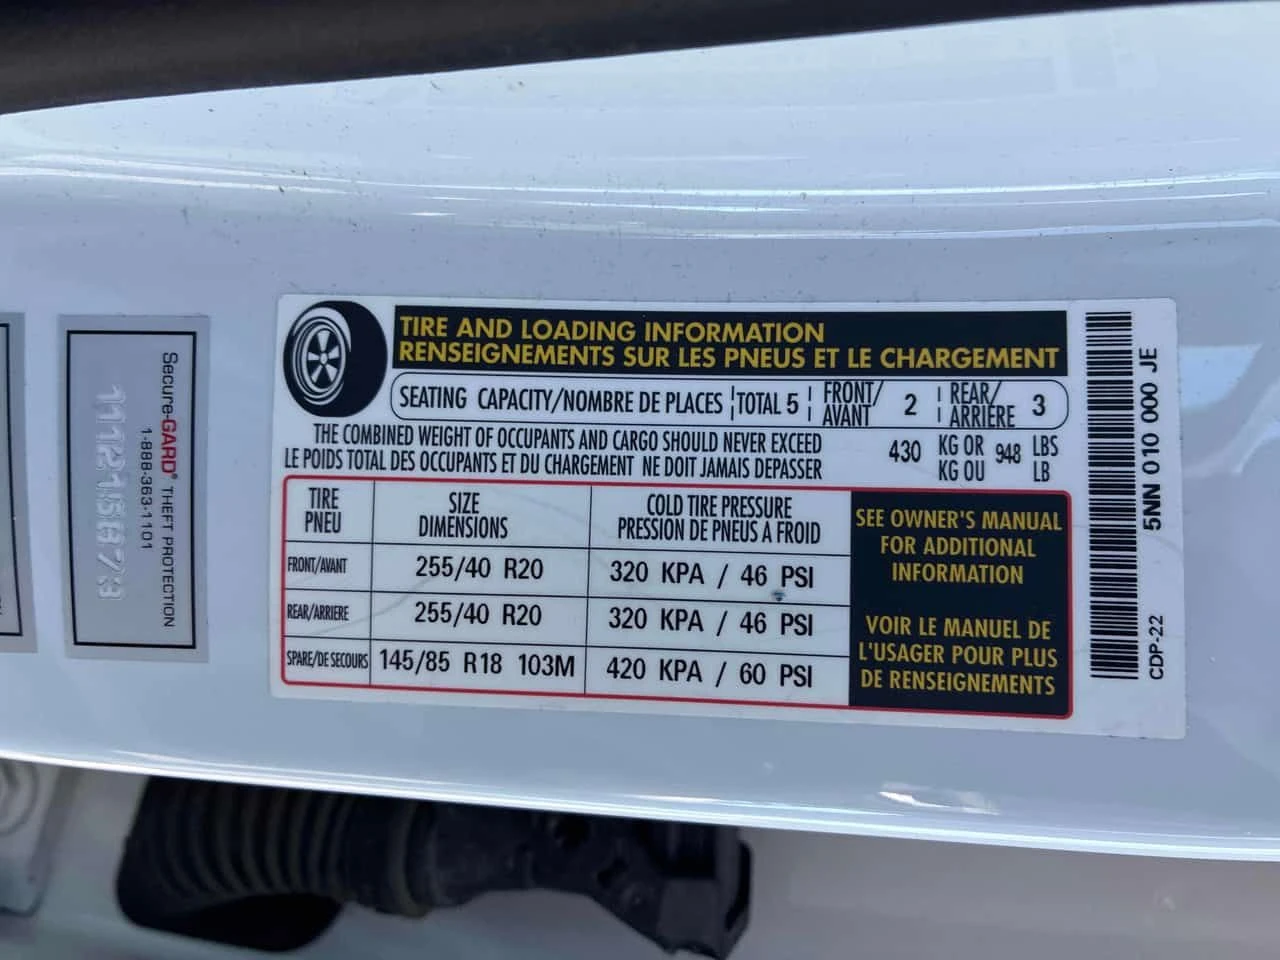 Secure-GARD® THEFT PROTECTION
1-888-363-1101
TIRE AND LOADING INFORMATION
RENSEIGNEMENTS SUR LES PNEUS ET LE CHARGEMENT
SEATING CAPACITY/NOMBRE DE PLACES TOTAL 5 FRONT/AVANT 2 REAR/ARRIÈRE 3
THE COMBINED WEIGHT OF OCCUPANTS AND CARGO SHOULD NEVER EXCEED 430 KG OR 948 LBS
LE POIDS TOTAL DES OCCUPANTS ET DU CHARGEMENT NE DOIT JAMAIS DEPASSER KG OU LB
TIRE SIZE COLD TIRE PRESSURE
PNEU DIMENSIONS PRESSION DE PNEUS A FROID
FRONT/AVANT 255/40 R20 320 KPA / 46 PSI
REAR/ARRIERE 255/40 R20 320 KPA / 46 PSI
SPARE/DE SECOURS 145/85 R18 103M 420 KPA / 60 PSI
SEE OWNER'S MANUAL
FOR ADDITIONAL
INFORMATION
VOIR LE MANUEL DE
L'USAGER POUR PLUS
DE RENSEIGNEMENTS
5NN 010 000 JE
CDP-22